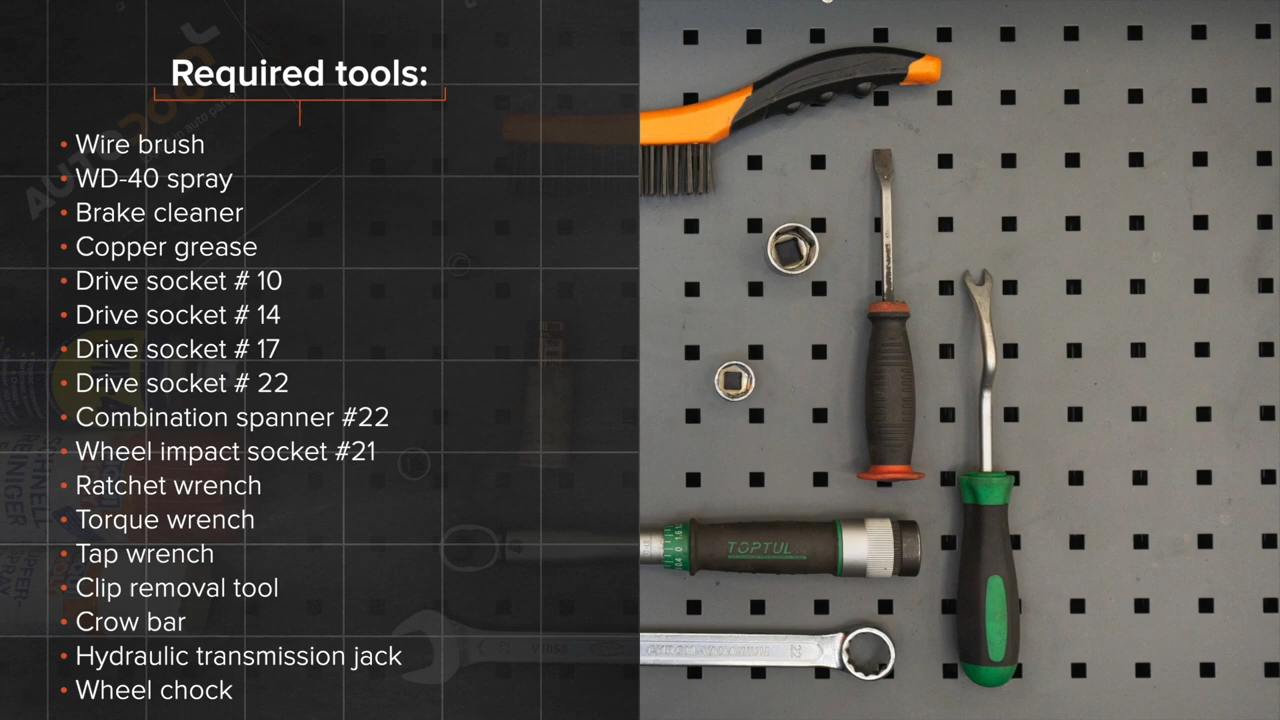 Required tools:
• Wire brush
• WD-40 spray
• Brake cleaner
• Copper grease
• Drive socket # 10
• Drive socket # 14
• Drive socket # 17
• Drive socket # 22
• Combination spanner #22
• Wheel impact socket #21
• Ratchet wrench
• Torque wrench
• Tap wrench
• Clip removal tool
• Crow bar
• Hydraulic transmission jack
• Wheel chock
AUTODOC
TOPTUL
22